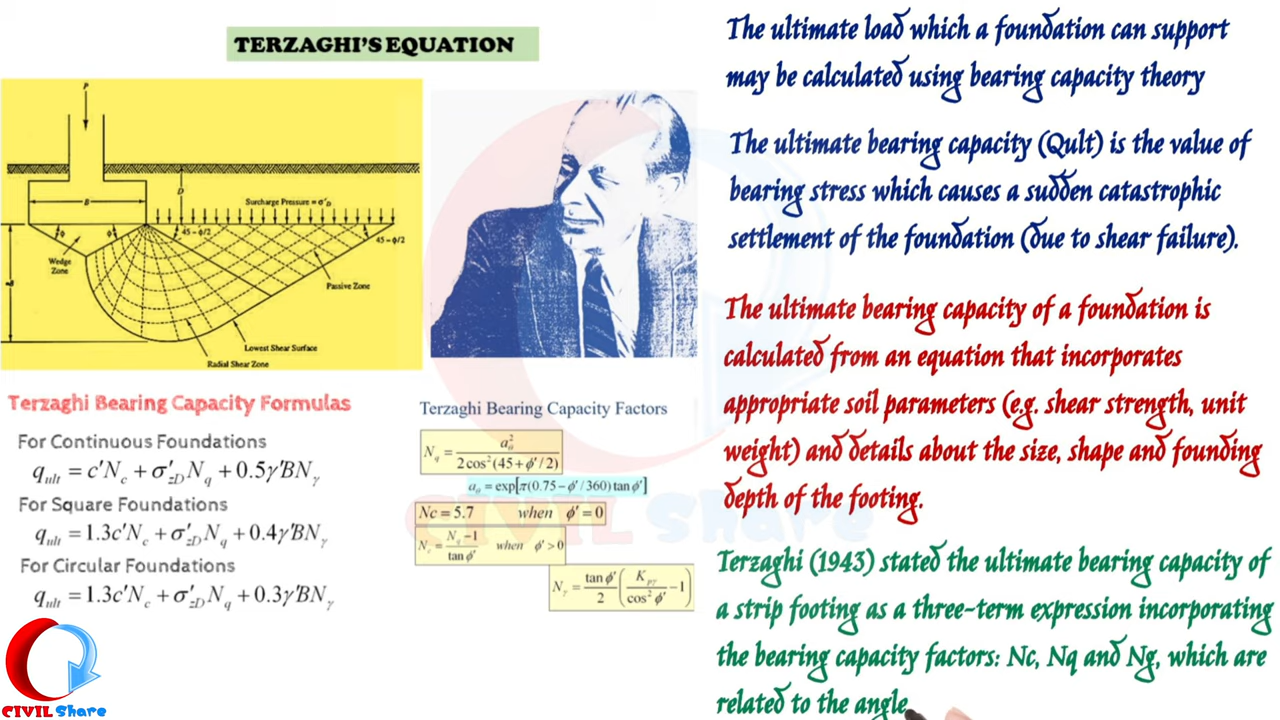 TERZAGHI'S EQUATION
P
D
B
Surcharge Pressure = σ'D
φ
φ
45 - φ/2
45 - φ/2
Wedge
Zone
Passive Zone
Lowest Shear Surface
Radial Shear Zone
Terzaghi Bearing Capacity Formulas
For Continuous Foundations
q_ult = c'N_c + σ'_zD N_q + 0.5γ'BN_γ
For Square Foundations
q_ult = 1.3c'N_c + σ'_zD N_q + 0.4γ'BN_γ
For Circular Foundations
q_ult = 1.3c'N_c + σ'_zD N_q + 0.3γ'BN_γ
CIVIL Share
Terzaghi Bearing Capacity Factors
N_q = a_θ² / 2cos²(45+φ'/2)
a_θ = exp[π(0.75−φ'/360)tanφ']
Nc = 5.7 when φ' = 0
N_c = N_q −1 / tanφ' when φ' > 0
N_γ = tanφ' / 2 (K_pγ / cos²φ' − 1)
CIVIL Share
The ultimate load which a foundation can support
may be calculated using bearing capacity theory
The ultimate bearing capacity (Qult) is the value of
bearing stress which causes a sudden catastrophic
settlement of the foundation (due to shear failure).
The ultimate bearing capacity of a foundation is
calculated from an equation that incorporates
appropriate soil parameters (e.g. shear strength, unit
weight) and details about the size, shape and founding
depth of the footing.
Terzaghi (1943) stated the ultimate bearing capacity of
a strip footing as a three-term expression incorporating
the bearing capacity factors: Nc, Nq and Ng, which are
related to the angle